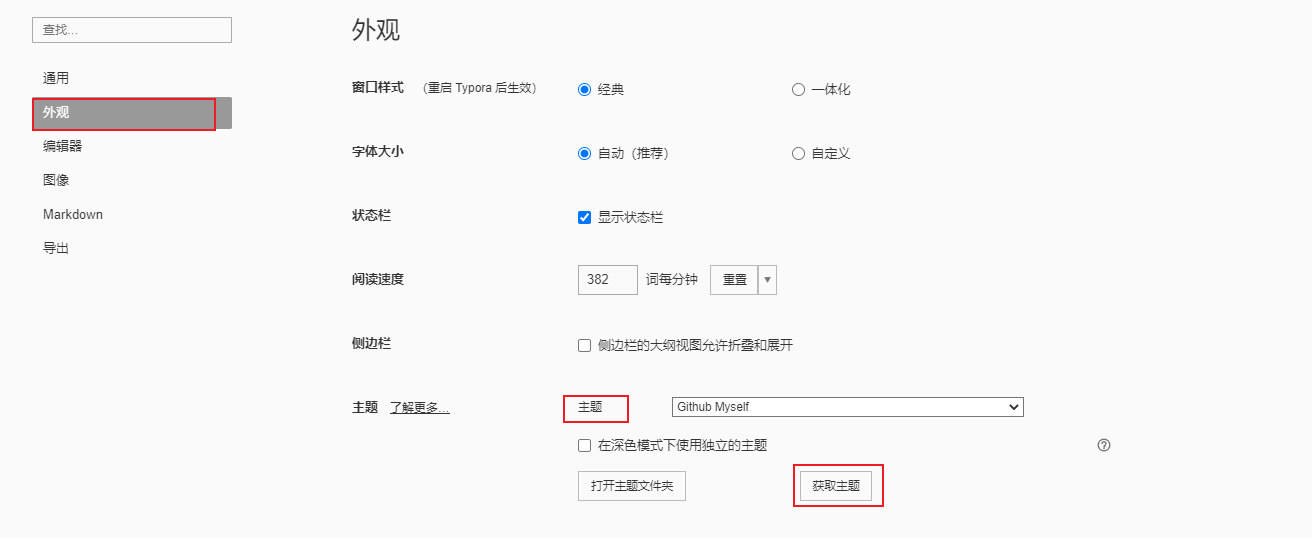 查找...
通用
外观
编辑器
图像
Markdown
导出
外观
窗口样式 （重启 Typora 后生效） 经典 一体化
字体大小 自动（推荐） 自定义
状态栏 显示状态栏
阅读速度 382 词每分钟 重置
侧边栏 侧边栏的大纲视图允许折叠和展开
主题 了解更多... 主题 Github Myself
在深色模式下使用独立的主题
打开主题文件夹 获取主题